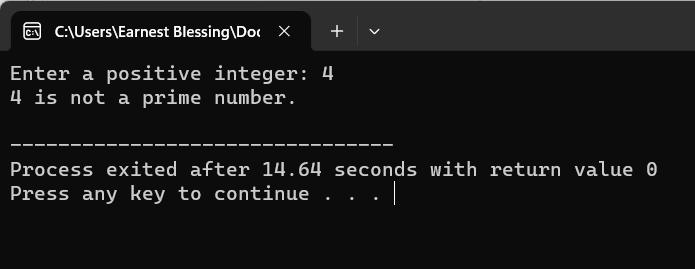 C:\Users\Earnest Blessing\Doc
Enter a positive integer: 4
4 is not a prime number.
--------------------------------
Process exited after 14.64 seconds with return value 0
Press any key to continue . . .